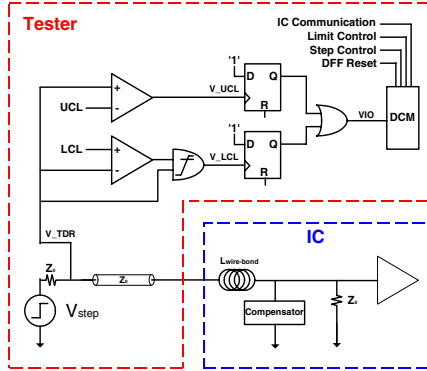 Tester
IC Communication
Limit Control
Step Control
DFF Reset
'1'
D Q
R
UCL
+
-
V_UCL
VIO
DCM
'1'
D Q
R
LCL
+
-
V_LCL
V_TDR
IC
Zo
Zo
Lwire-bond
Vstep
Compensator
Zo